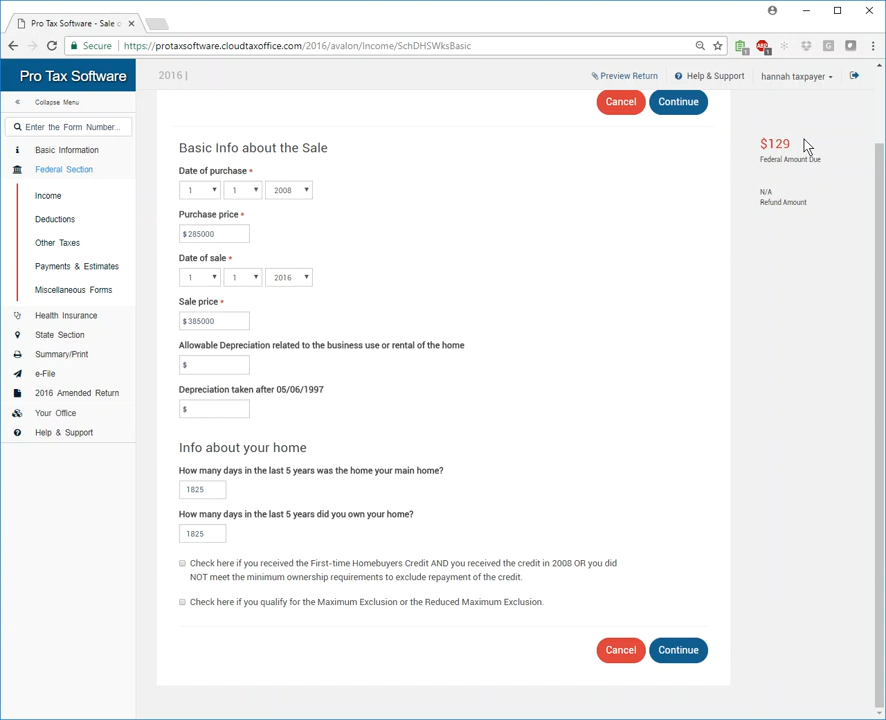 Pro Tax Software - Sale o
Secure
https://protaxsoftware.cloudtaxoffice.com/2016/avalon/Income/SchDHSWksBasic
Pro Tax Software
2016 |
Preview Return
Help & Support
hannah taxpayer
Collapse Menu
Enter the Form Number...
Basic Information
Federal Section
Income
Deductions
Other Taxes
Payments & Estimates
Miscellaneous Forms
Health Insurance
State Section
Summary/Print
e-File
2016 Amended Return
Your Office
Help & Support
Cancel
Continue
Basic Info about the Sale
Date of purchase *
1 1 2008
Purchase price *
$ 285000
Date of sale *
1 1 2016
Sale price *
$ 385000
Allowable Depreciation related to the business use or rental of the home
$
Depreciation taken after 05/06/1997
$
Info about your home
How many days in the last 5 years was the home your main home?
1825
How many days in the last 5 years did you own your home?
1825
Check here if you received the First-time Homebuyers Credit AND you received the credit in 2008 OR you did
NOT meet the minimum ownership requirements to exclude repayment of the credit.
Check here if you qualify for the Maximum Exclusion or the Reduced Maximum Exclusion.
Cancel
Continue
$129
Federal Amount Due
N/A
Refund Amount